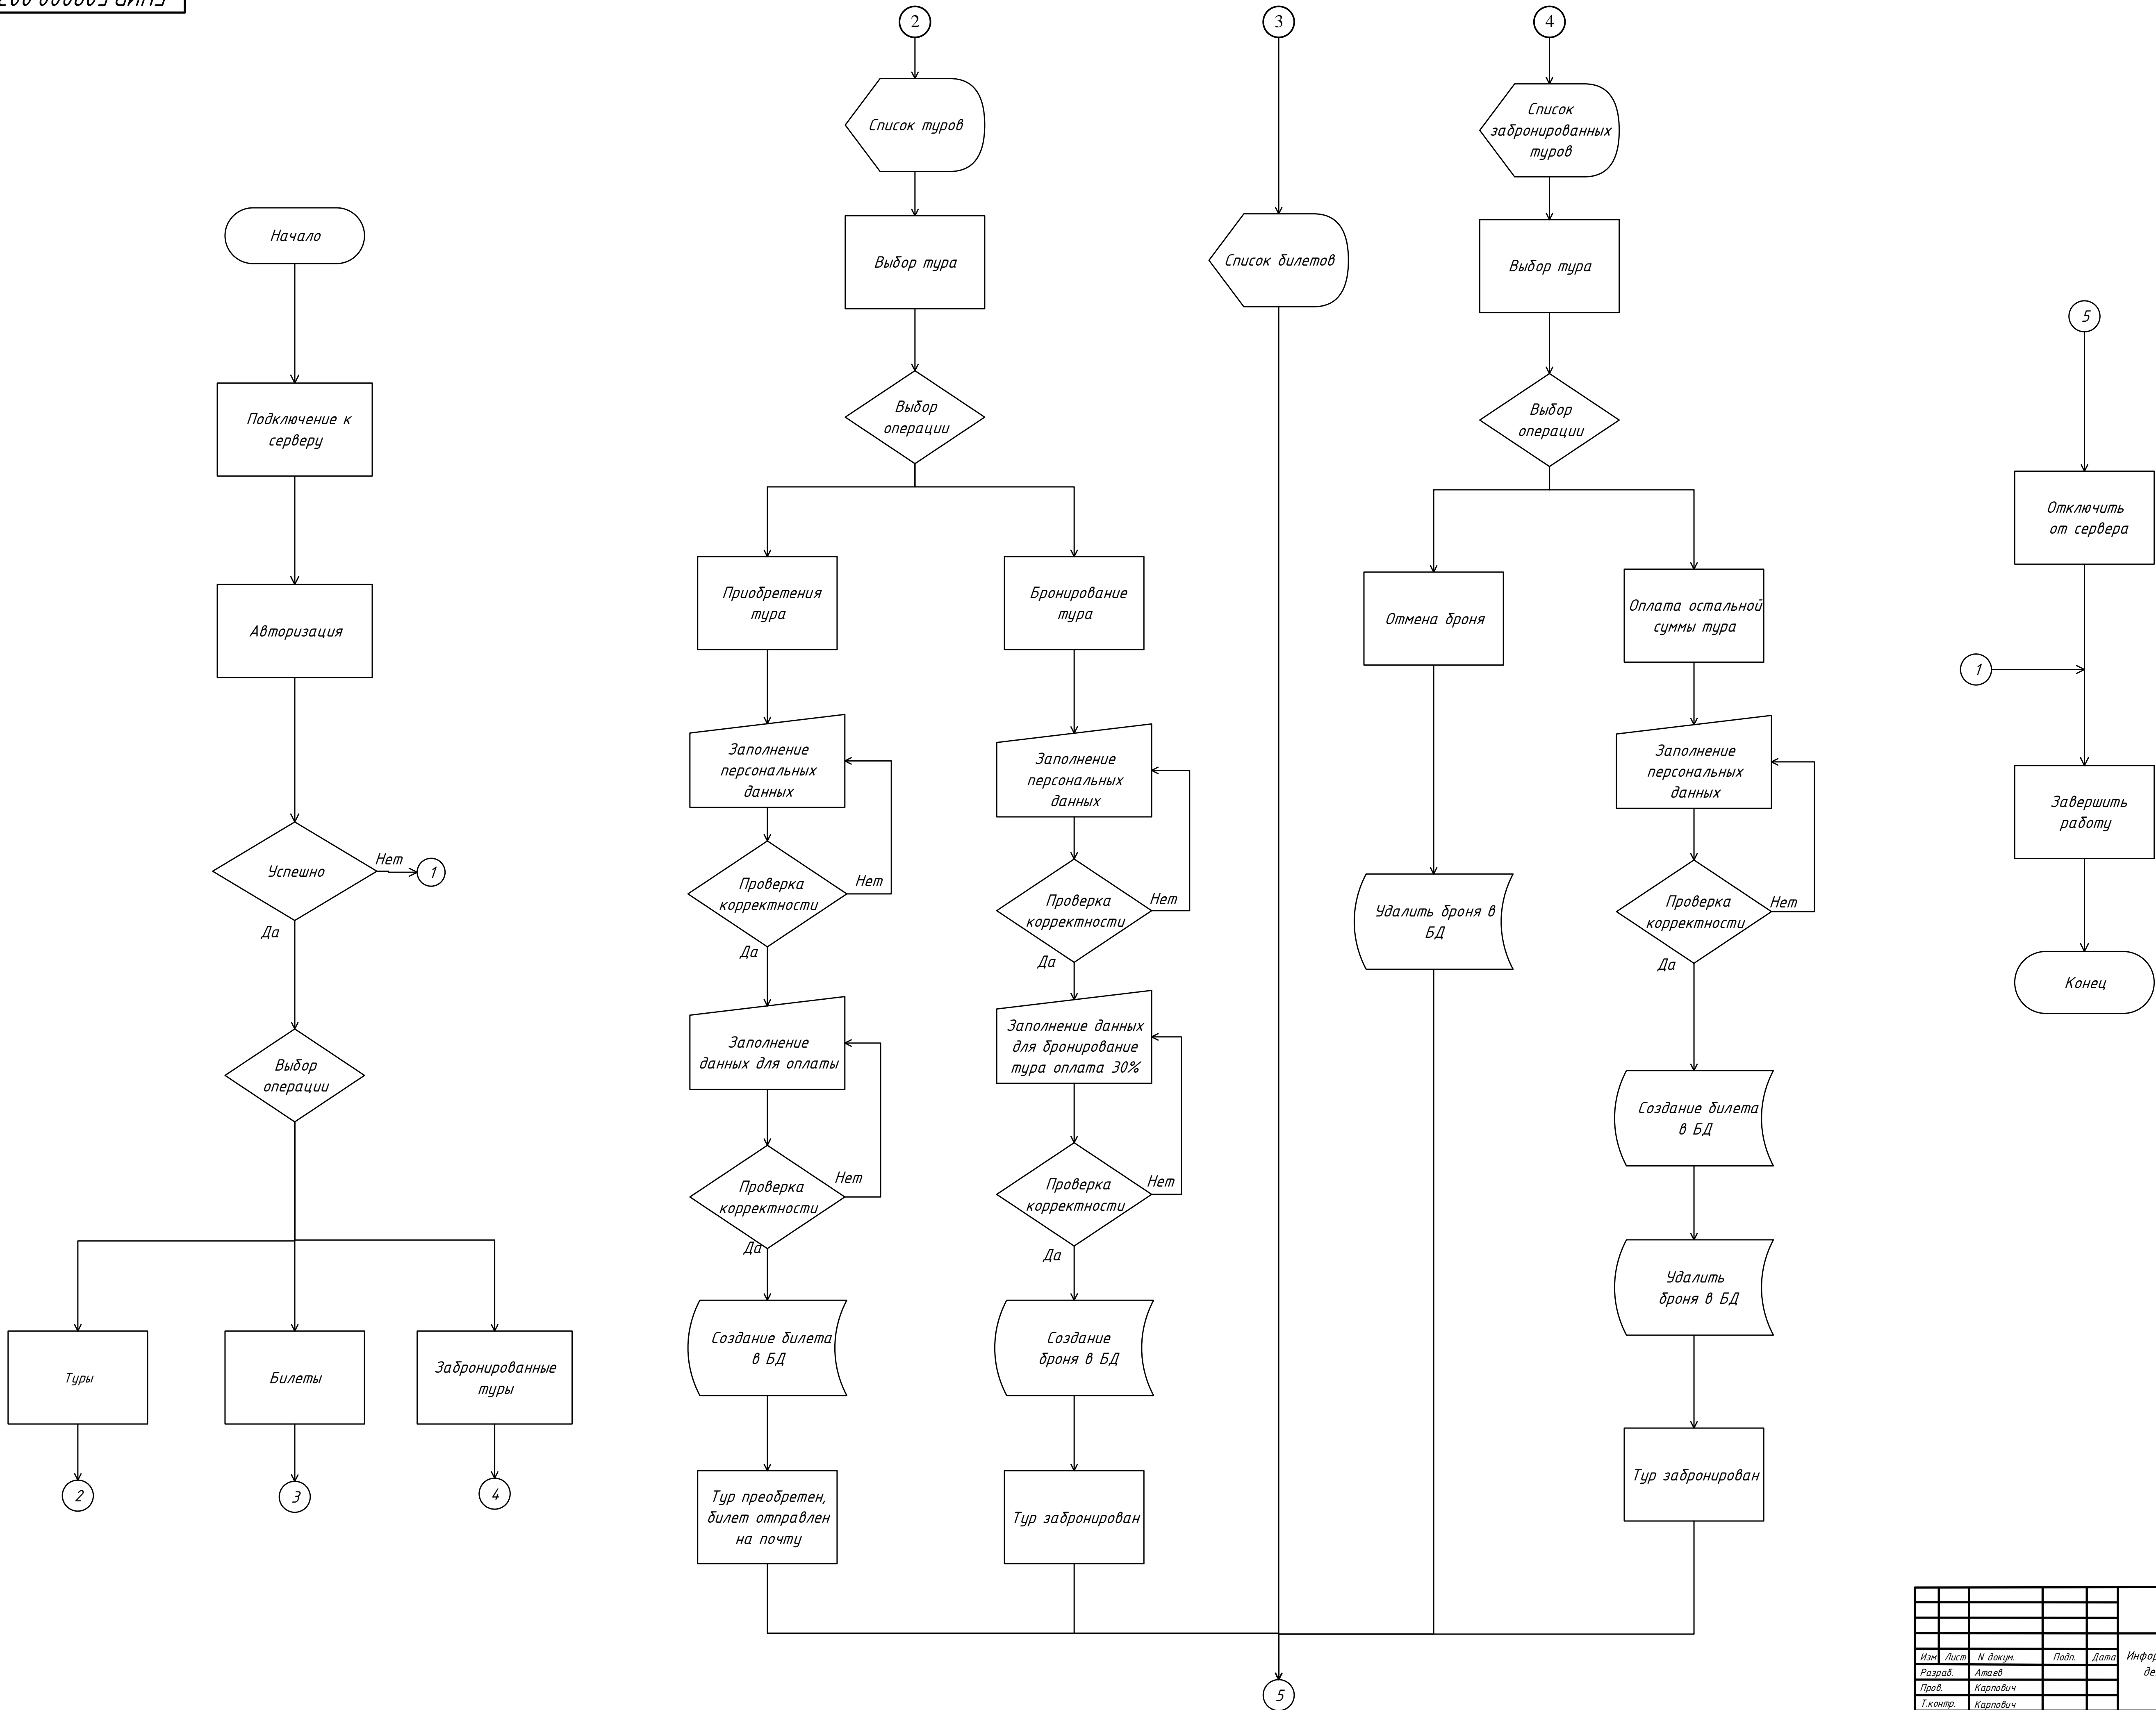 Начало
Подключение к
серверу
Авторизация
Успешно
Нет
1
Да
Выбор
операции
Туры
Билеты
Забронированные
туры
2
3
4
2
Список туров
Выбор тура
Выбор
операции
Приобретения
тура
Заполнение
персональных
данных
Проверка
корректности
Нет
Да
Заполнение
данных для оплаты
Проверка
корректности
Нет
Да
Создание билета
в БД
Тур преобретен,
билет отправлен
на почту
Бронирование
тура
Заполнение
персональных
данных
Проверка
корректности
Нет
Да
Заполнение данных
для бронирование
тура оплата 30%
Проверка
корректности
Нет
Да
Создание
броня в БД
Тур забронирован
3
Список билетов
5
4
Список
забронированных
туров
Выбор тура
Выбор
операции
Отмена броня
Удалить броня в
БД
Оплата остальной
суммы тура
Заполнение
персональных
данных
Проверка
корректности
Нет
Да
Создание билета
в БД
Удалить
броня в БД
Тур забронирован
5
Отключить
от сервера
1
Завершить
работу
Конец
Изм Лист N докум. Подп. Дата
Разраб. Атаев
Пров. Карпович
Т.контр. Карпович